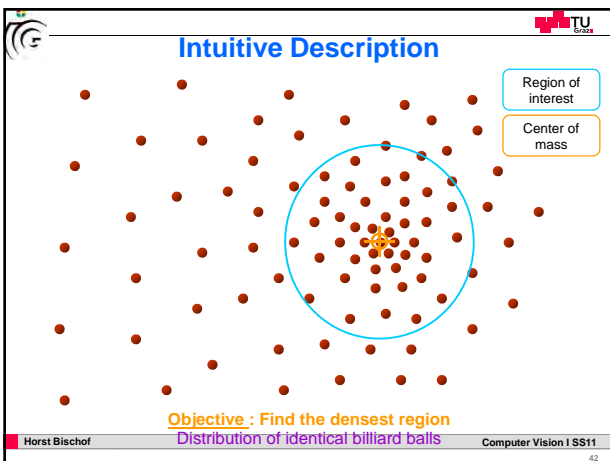 TU
Graz
Intuitive Description
Region of
interest
Center of
mass
Objective : Find the densest region
Distribution of identical billiard balls
Horst Bischof
Computer Vision I SS11
42